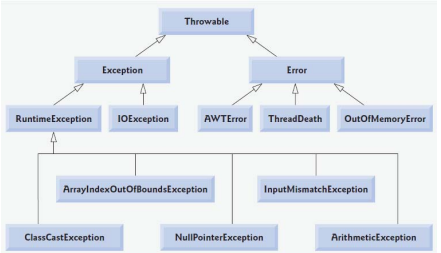 Throwable
Exception
Error
RuntimeException
IOException
AWTError
ThreadDeath
OutOfMemoryError
ArrayIndexOutOfBoundsException
InputMismatchException
ClassCastException
NullPointerException
ArithmeticException